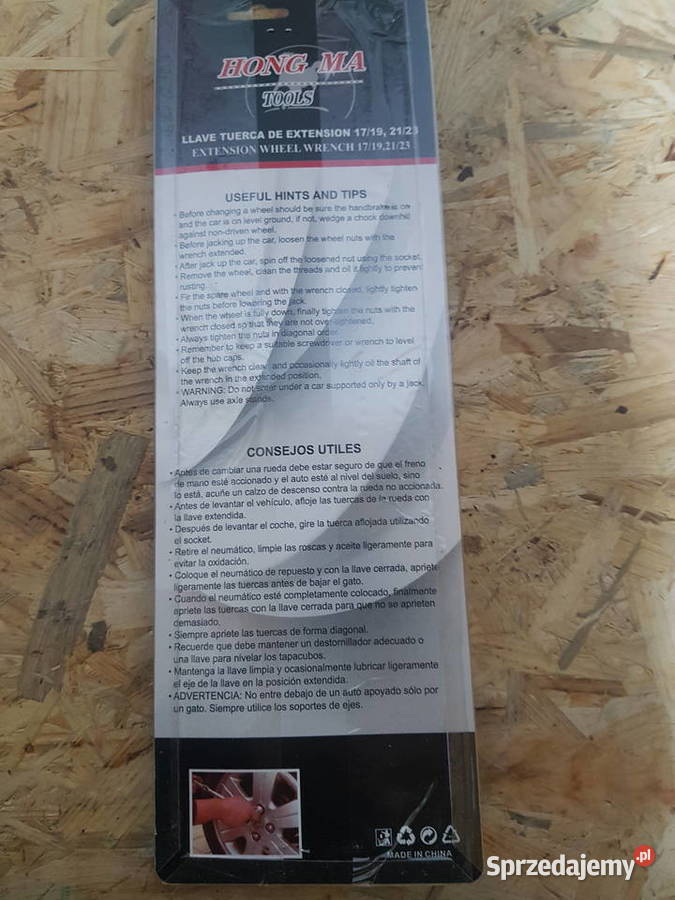 HONG MA
TOOLS
LLAVE TUERCA DE EXTENSION 17/19, 21/23
EXTENSION WHEEL WRENCH 17/19,21/23
USEFUL HINTS AND TIPS
• Before changing a wheel should be sure the handbrake is on
and the car is on level ground, if not, wedge a chock downhill
against non-driven wheel.
• Before jacking up the car, loosen the wheel nuts with the
wrench extended.
• After jack up the car, spin off the loosened nut using the socket.
• Remove the wheel, clean the threads and oil it lightly to prevent
rusting.
• Fir the spare wheel and with the wrench closed, lightly tighten
the nuts before lowering the jack.
• When the wheel is fully down, finally tighten the nuts with the
wrench closed so that they are not over-tightened.
• Always tighten the nuts in diagonal order.
• Remember to keep a suitable screwdriver or wrench to level
off the hub caps.
• Keep the wrench clean and occasionally lightly oil the shaft of
the wrench in the extended position.
• WARNING: Do not enter under a car supported only by a jack.
Always use axle stands.
CONSEJOS UTILES
• Antes de cambiar una rueda debe estar seguro de que el freno
de mano esté accionado y el auto esté al nivel del suelo, sino
lo está, acuñe un calzo de descenso contra la rueda no accionada.
• Antes de levantar el vehículo, afloje las tuercas de la rueda con
la llave extendida.
• Después de levantar el coche, gire la tuerca aflojada utilizando
el socket.
• Retire el neumático, limpie las roscas y aceite ligeramente para
evitar la oxidación.
• Coloque el neumático de repuesto y con la llave cerrada, apriete
ligeramente las tuercas antes de bajar el gato.
• Cuando el neumático esté completamente colocado, finalmente
apriete las tuercas con la llave cerrada para que no se aprieten
demasiado.
• Siempre apriete las tuercas de forma diagonal.
• Recuerde que debe mantener un destornillador adecuado o
una llave para nivelar los tapacubos.
• Mantenga la llave limpia y ocasionalmente lubricar ligeramente
el eje de la llave en la posición extendida.
• ADVERTENCIA: No entre debajo de un auto apoyado sólo por
un gato. Siempre utilice los soportes de ejes.
MADE IN CHINA
Sprzedajemy.pl